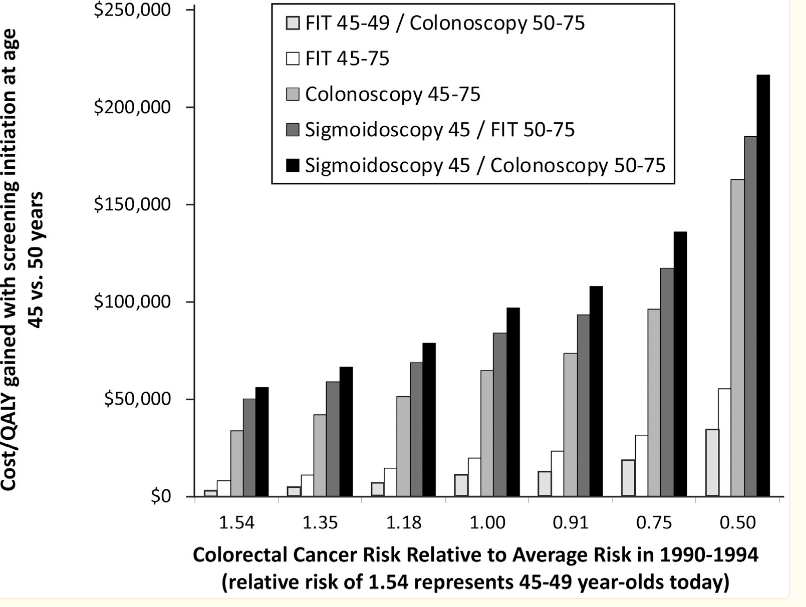 Cost/QALY gained with screening initiation at age
45 vs. 50 years
$250,000
$200,000
$150,000
$100,000
$50,000
$0
FIT 45-49 / Colonoscopy 50-75
FIT 45-75
Colonoscopy 45-75
Sigmoidoscopy 45 / FIT 50-75
Sigmoidoscopy 45 / Colonoscopy 50-75
1.54 1.35 1.18 1.00 0.91 0.75 0.50
Colorectal Cancer Risk Relative to Average Risk in 1990-1994
(relative risk of 1.54 represents 45-49 year-olds today)